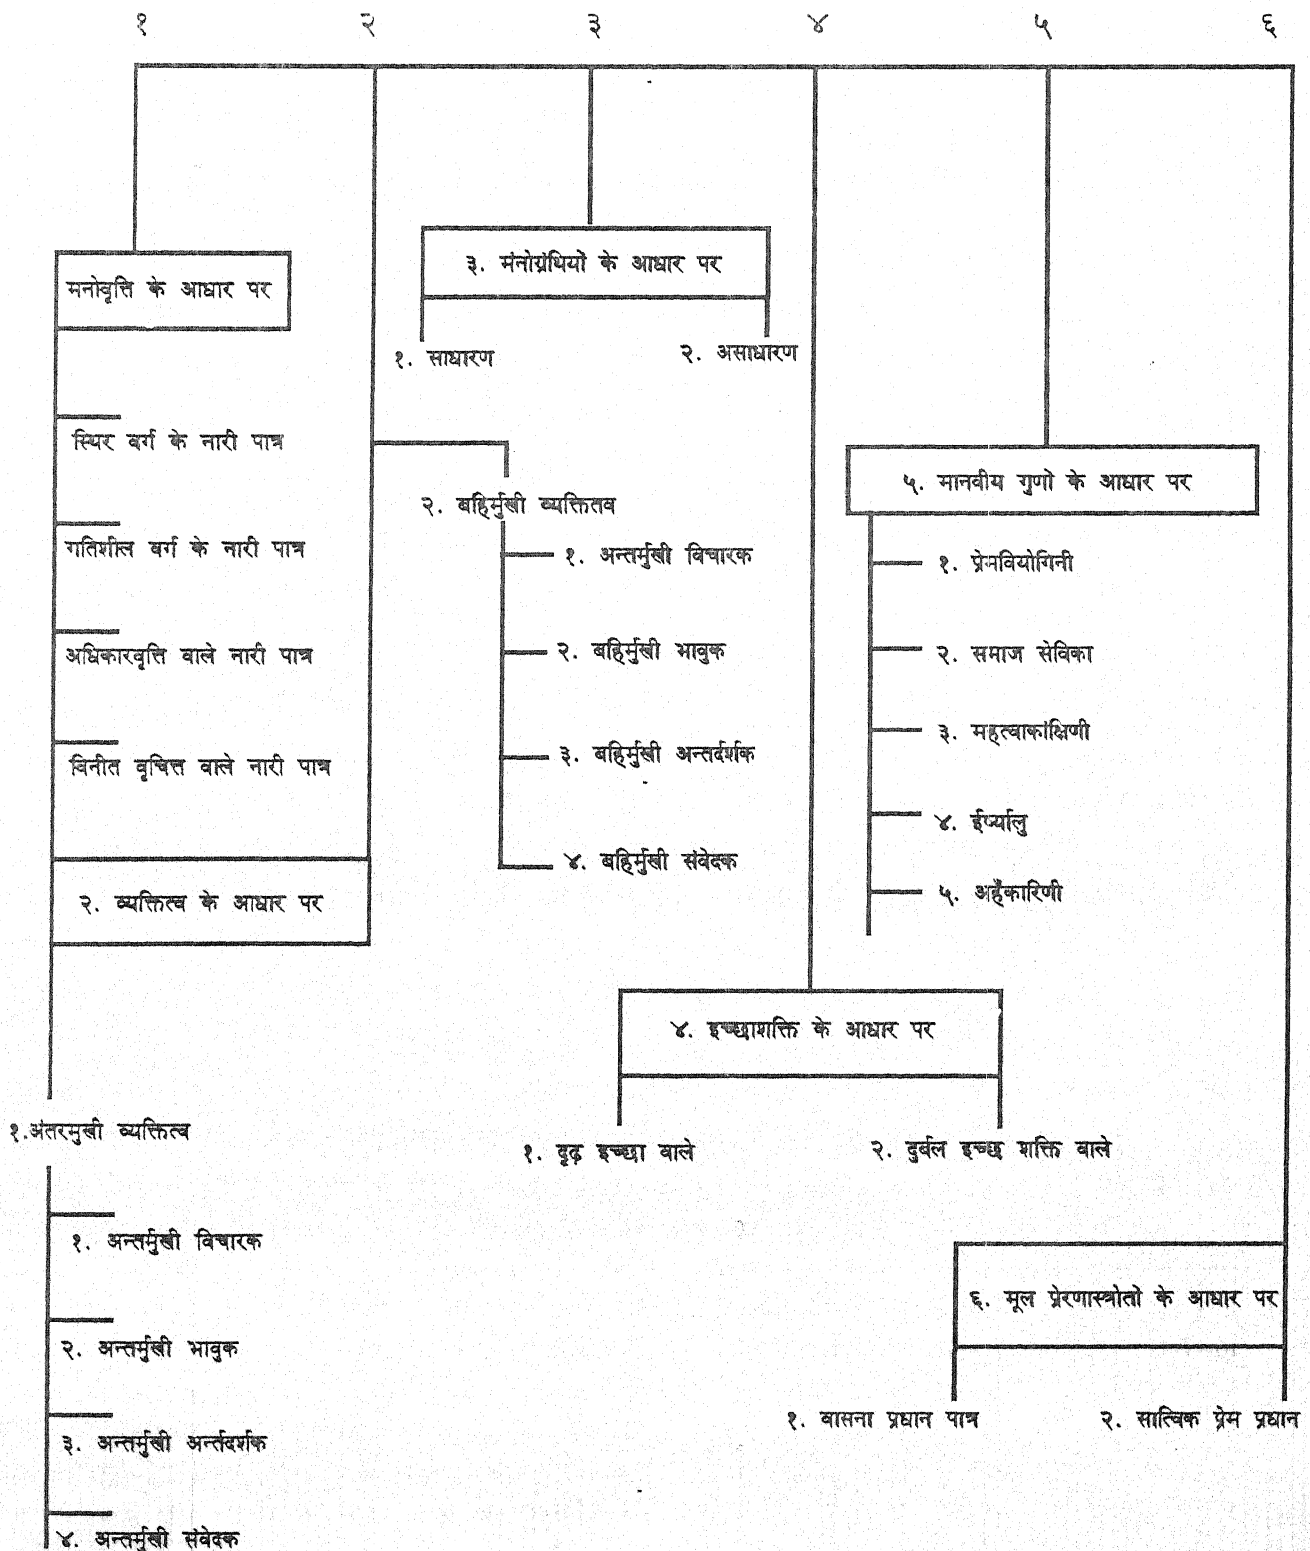 १ २ ३ ४ ५ ६
मनोवृत्ति के आधार पर
स्थिर वर्ग के नारी पात्र
गतिशील वर्ग के नारी पात्र
अधिकारवृत्ति वाले नारी पात्र
विनीत वृचित्त वाले नारी पात्र
२. व्यक्तित्व के आधार पर
१.अंतरमुखी व्यक्तित्व
१. अन्तर्मुखी विचारक
२. अन्तर्मुखी भावुक
३. अन्तर्मुखी अर्न्तदर्शक
४. अन्तर्मुखी संवेदक
२. बहिर्मुखी व्यक्तितव
१. अन्तर्मुखी विचारक
२. बहिर्मुखी भावुक
३. बहिर्मुखी अन्तर्दर्शक
४. बहिर्मुखी संवेदक
३. मंनोग्रंथियों के आधार पर
१. साधारण
२. असाधारण
४. इच्छाशक्ति के आधार पर
१. दृढ़ इच्छा वाले
२. दुर्बल इच्छ शक्ति वाले
५. मानवीय गुणों के आधार पर
१. प्रेमवियोगिनी
२. समाज सेविका
३. महत्वाकांक्षिणी
४. ईर्ष्यालु
५. अहँकारिणी
६. मूल प्रेरणास्त्रोतों के आधार पर
१. वासना प्रधान पात्र
२. सात्विक प्रेम प्रधान